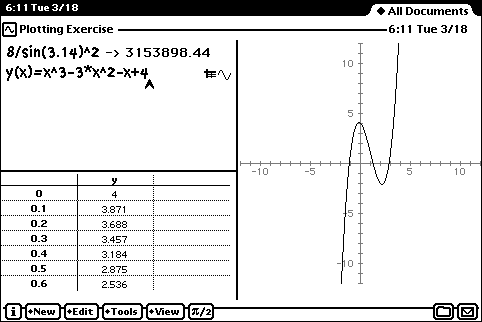 6:11 Tue 3/18
◆ All Documents
Plotting Exercise
6:11 Tue 3/18
8/sin(3.14)^2 -> 3153898.44
y(x)=x^3-3*x^2-x+4
y
0 4
0.1 3.871
0.2 3.688
0.3 3.457
0.4 3.184
0.5 2.875
0.6 2.536
10
5
-10 -5 5 10
-5
-10
i ◆New ◆Edit ◆Tools ◆View π/2